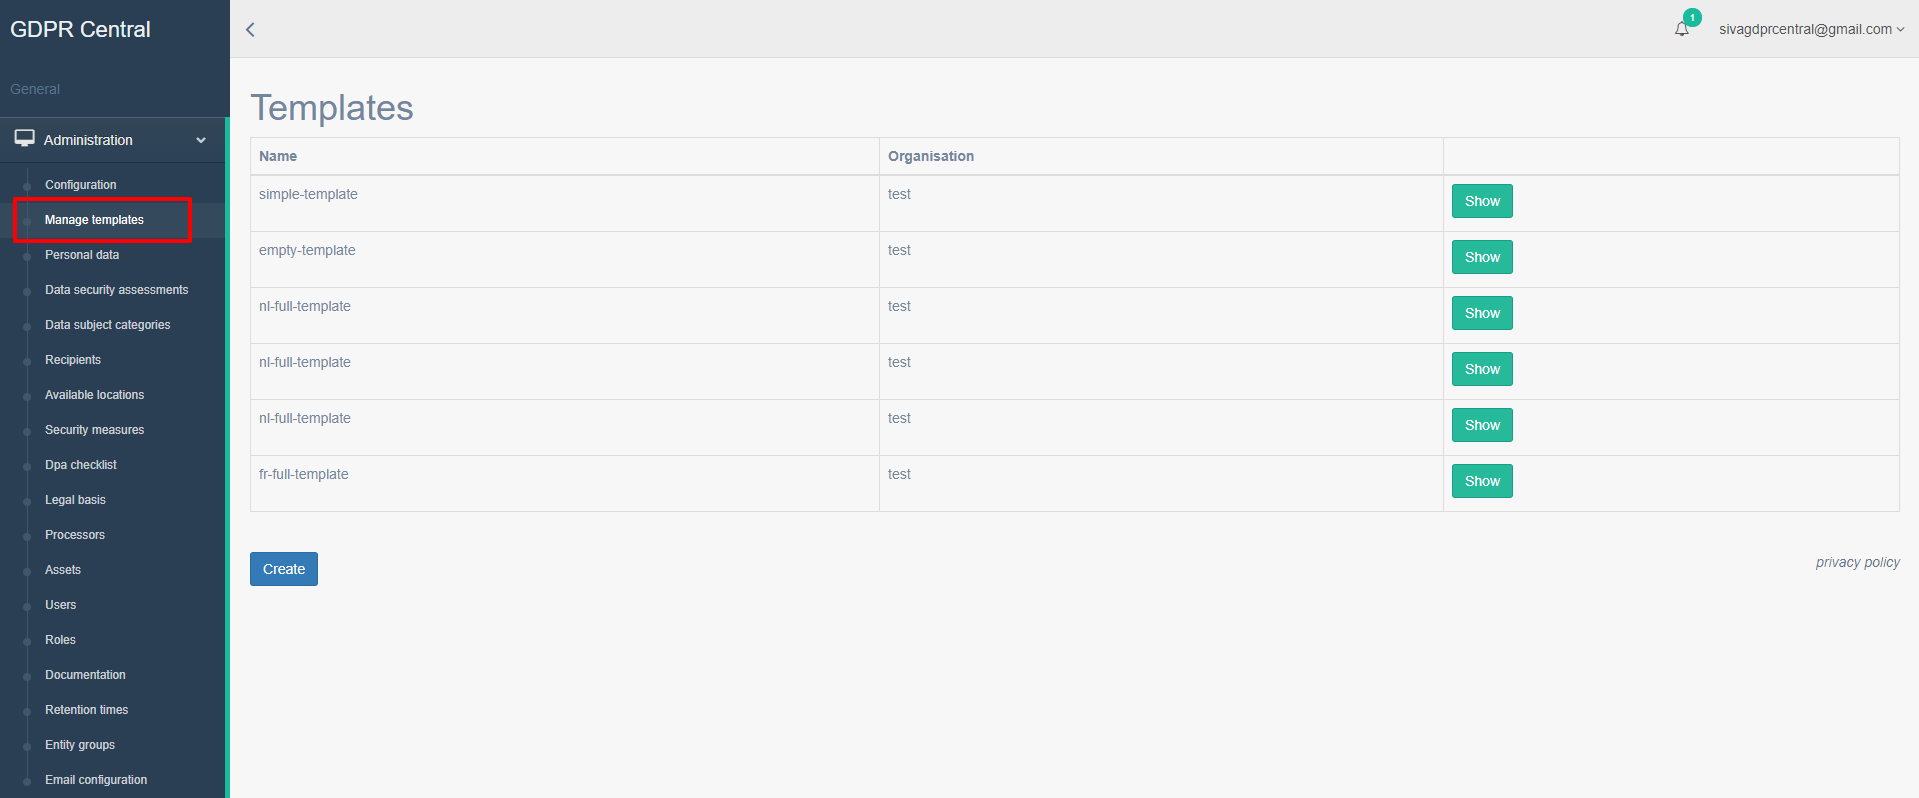 GDPR Central
1
sivagdprcentral@gmail.com
General
Administration
Configuration
Manage templates
Personal data
Data security assessments
Data subject categories
Recipients
Available locations
Security measures
Dpa checklist
Legal basis
Processors
Assets
Users
Roles
Documentation
Retention times
Entity groups
Email configuration
Templates
Name Organisation
simple-template test Show
empty-template test Show
nl-full-template test Show
nl-full-template test Show
nl-full-template test Show
fr-full-template test Show
Create
privacy policy